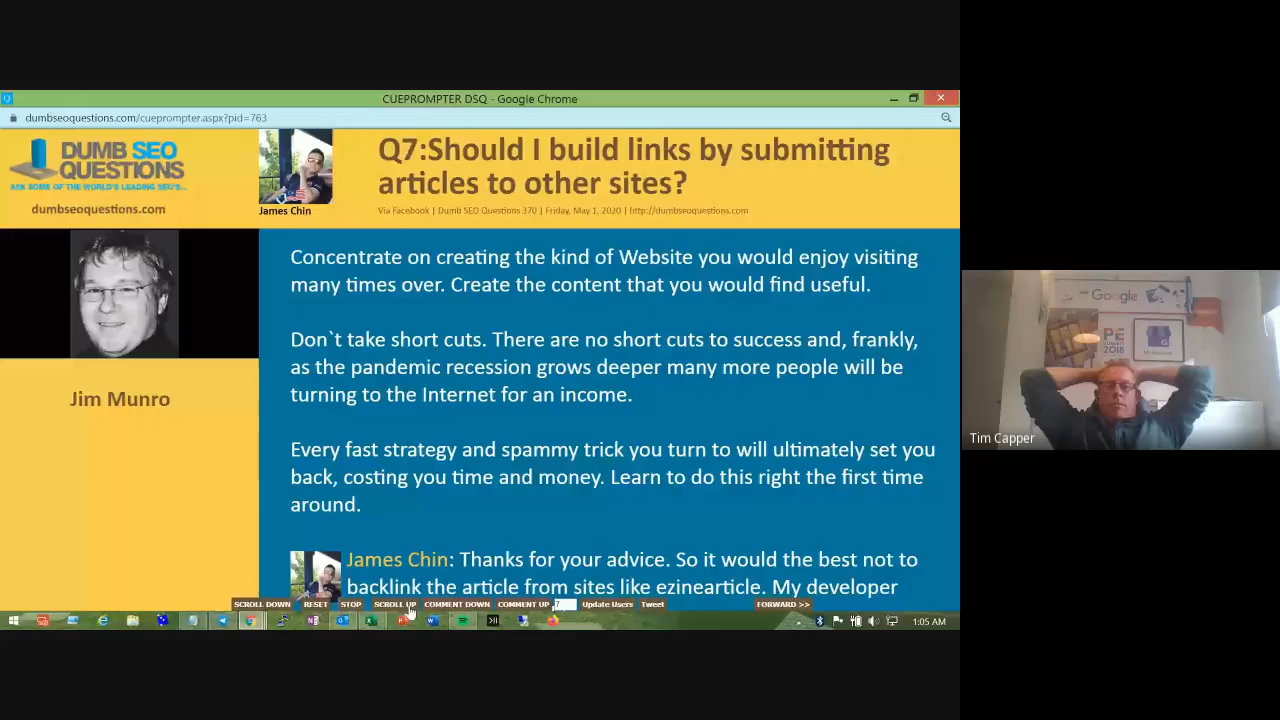 CUEPROMPTER DSQ - Google Chrome
dumbseoquestions.com/cueprompter.aspx?pid=763
DUMB SEO
QUESTIONS
ASK SOME OF THE WORLD'S LEADING SEO'S...
dumbseoquestions.com
James Chin
Q7:Should I build links by submitting
articles to other sites?
Via Facebook | Dumb SEO Questions 370 | Friday, May 1, 2020 | http://dumbseoquestions.com
Jim Munro
Concentrate on creating the kind of Website you would enjoy visiting
many times over. Create the content that you would find useful.
Don`t take short cuts. There are no short cuts to success and, frankly,
as the pandemic recession grows deeper many more people will be
turning to the Internet for an income.
Every fast strategy and spammy trick you turn to will ultimately set you
back, costing you time and money. Learn to do this right the first time
around.
James Chin: Thanks for your advice. So it would the best not to
backlink the article from sites like ezinearticle. My developer
SCROLL DOWN RESET STOP SCROLL UP COMMENT DOWN COMMENT UP 7 Update Users Tweet FORWARD >>
1:05 AM
Google
PE
SUMMIT
2018
Tim Capper